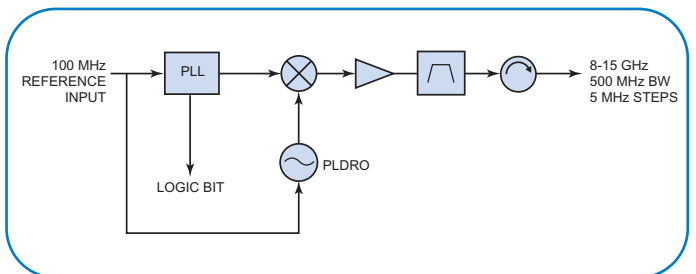 100 MHz
REFERENCE
INPUT
PLL
LOGIC BIT
PLDRO
8-15 GHz
500 MHz BW
5 MHz STEPS